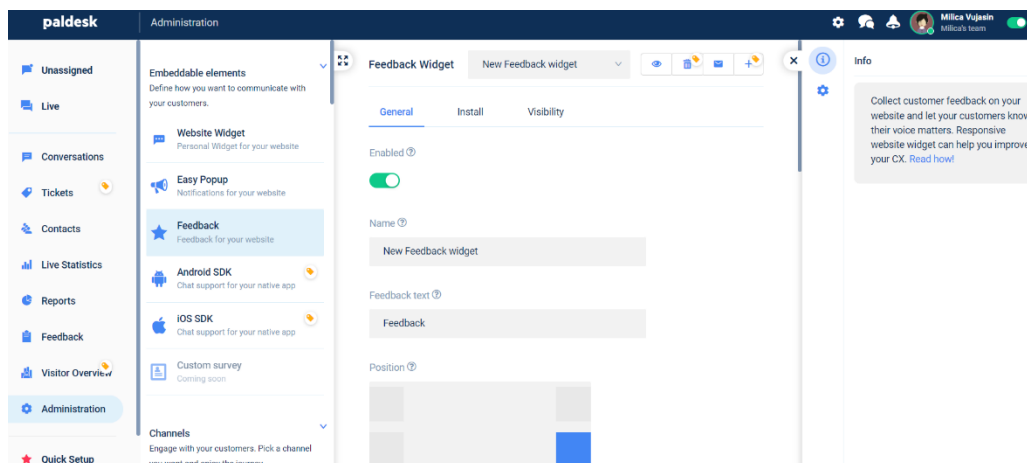 paldesk
Administration
Milica Vujasin
Milica's team
Unassigned
Live
Conversations
Tickets
Contacts
Live Statistics
Reports
Feedback
Visitor Overview
Administration
Quick Setup
Embeddable elements
Define how you want to communicate with
your customers.
Website Widget
Personal Widget for your website
Easy Popup
Notifications for your website
Feedback
Feedback for your website
Android SDK
Chat support for your native app
iOS SDK
Chat support for your native app
Custom survey
Coming soon
Channels
Engage with your customers. Pick a channel
you want and enjoy the journey.
Feedback Widget
New Feedback widget
General Install Visibility
Enabled
Name
New Feedback widget
Feedback text
Feedback
Position
Info
Collect customer feedback on your
website and let your customers know
their voice matters. Responsive
website widget can help you improve
your CX. Read how!